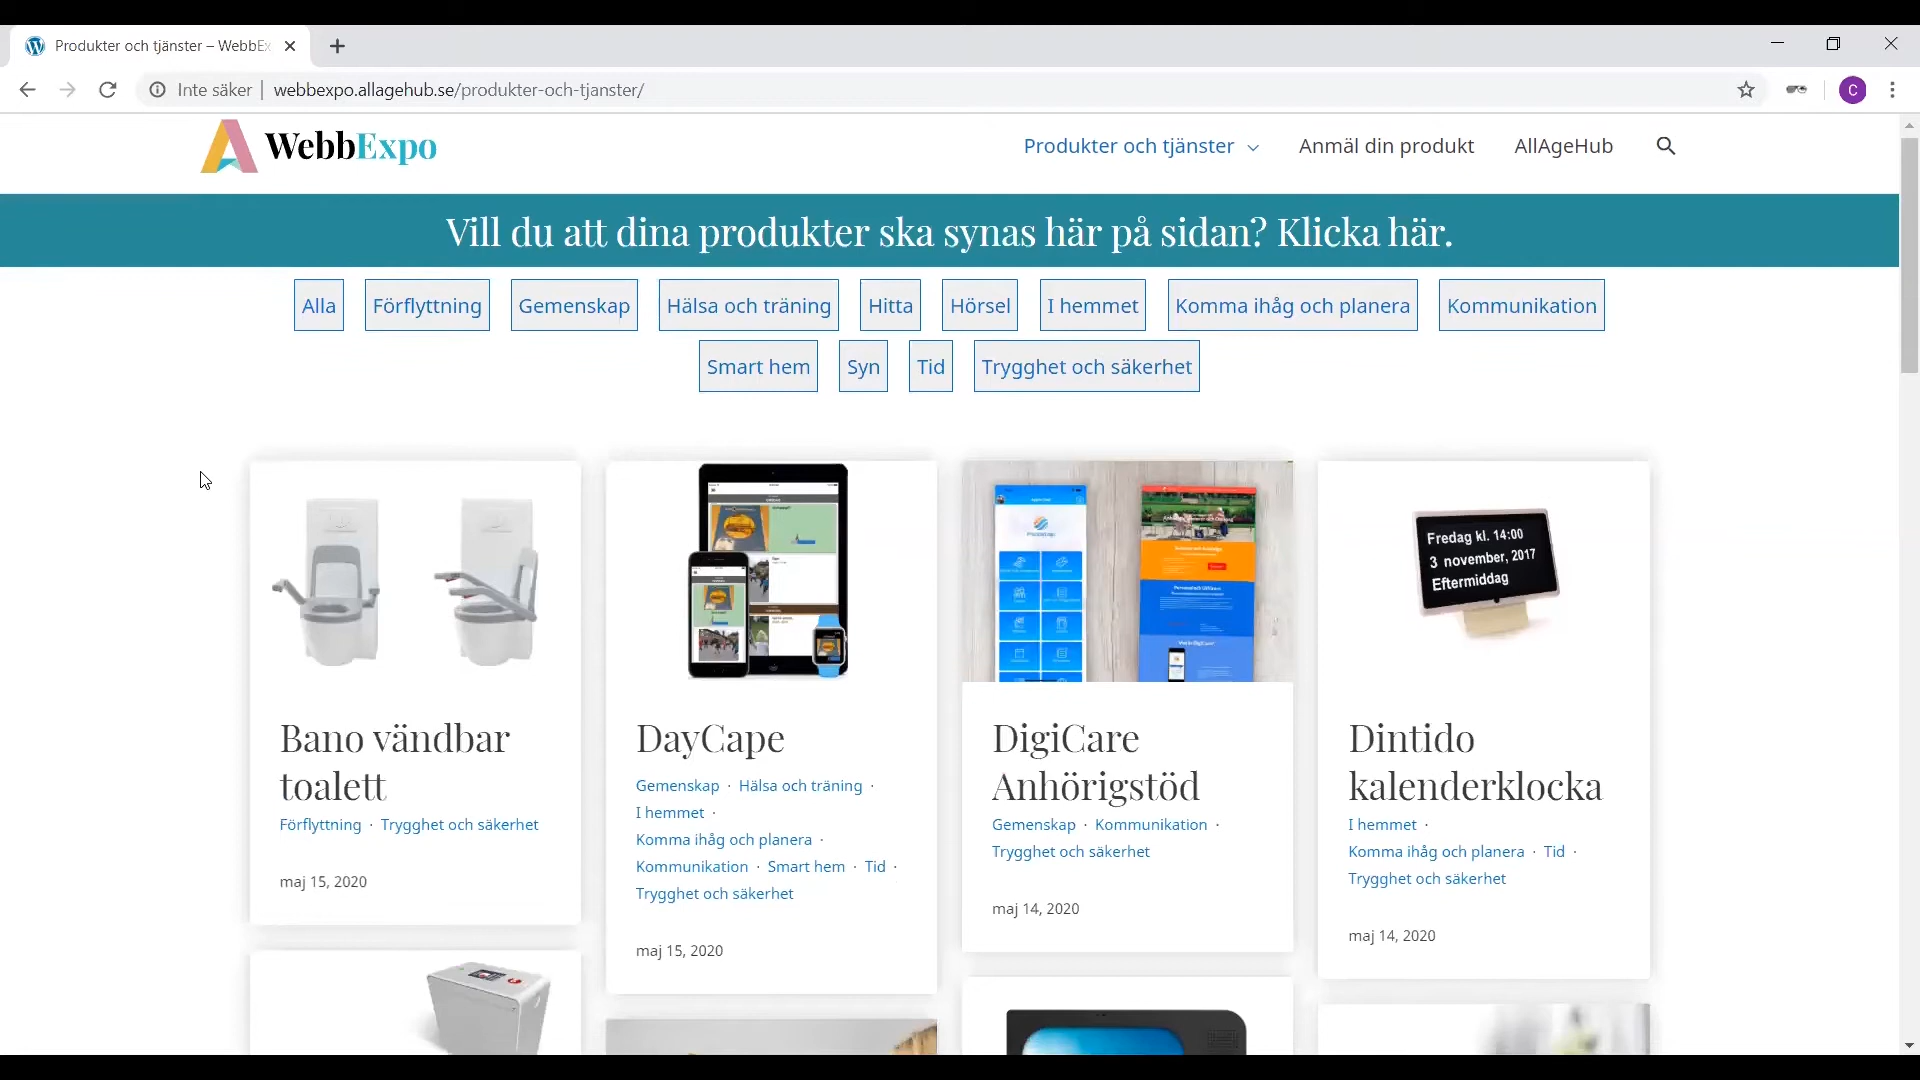 Produkter och tjänster – WebbEx
Inte säker | webbexpo.allagehub.se/produkter-och-tjanster/
C
WebbExpo
Produkter och tjänster
Anmäl din produkt
AllAgeHub
Vill du att dina produkter ska synas här på sidan? Klicka här.
Alla
Förflyttning
Gemenskap
Hälsa och träning
Hitta
Hörsel
I hemmet
Komma ihåg och planera
Kommunikation
Smart hem
Syn
Tid
Trygghet och säkerhet
Fredag kl. 14:00
3 november, 2017
Eftermiddag
Bano vändbar
toalett
Förflyttning · Trygghet och säkerhet
maj 15, 2020
DayCape
Gemenskap · Hälsa och träning ·
I hemmet ·
Komma ihåg och planera ·
Kommunikation · Smart hem · Tid ·
Trygghet och säkerhet
maj 15, 2020
DigiCare
Anhörigstöd
Gemenskap · Kommunikation ·
Trygghet och säkerhet
maj 14, 2020
Dintido
kalenderklocka
I hemmet ·
Komma ihåg och planera · Tid ·
Trygghet och säkerhet
maj 14, 2020